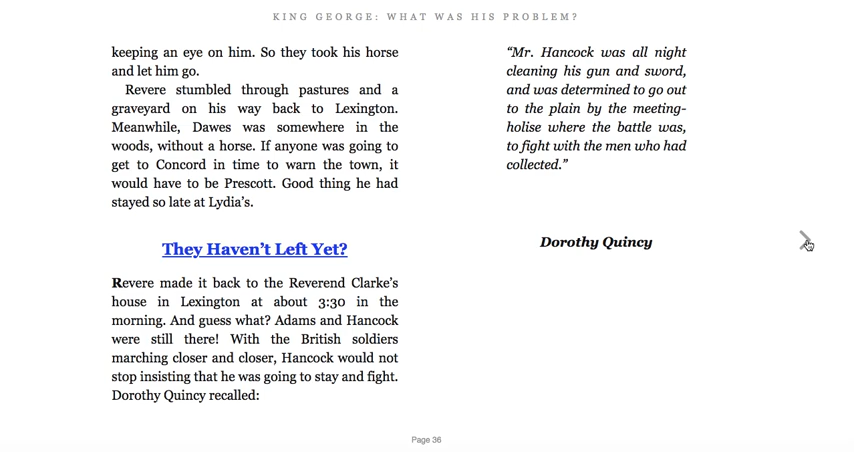 KING GEORGE: WHAT WAS HIS PROBLEM?
keeping an eye on him. So they took his horse
and let him go.
Revere stumbled through pastures and a
graveyard on his way back to Lexington.
Meanwhile, Dawes was somewhere in the
woods, without a horse. If anyone was going to
get to Concord in time to warn the town, it
would have to be Prescott. Good thing he had
stayed so late at Lydia’s.
They Haven’t Left Yet?
Revere made it back to the Reverend Clarke’s
house in Lexington at about 3:30 in the
morning. And guess what? Adams and Hancock
were still there! With the British soldiers
marching closer and closer, Hancock would not
stop insisting that he was going to stay and fight.
Dorothy Quincy recalled:
“Mr. Hancock was all night
cleaning his gun and sword,
and was determined to go out
to the plain by the meeting-
holise where the battle was,
to fight with the men who had
collected.”
Dorothy Quincy
Page 36